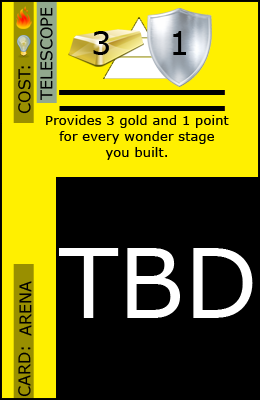 COST:
TELESCOPE
3
1
Provides 3 gold and 1 point
for every wonder stage
you built.
TBD
CARD: ARENA